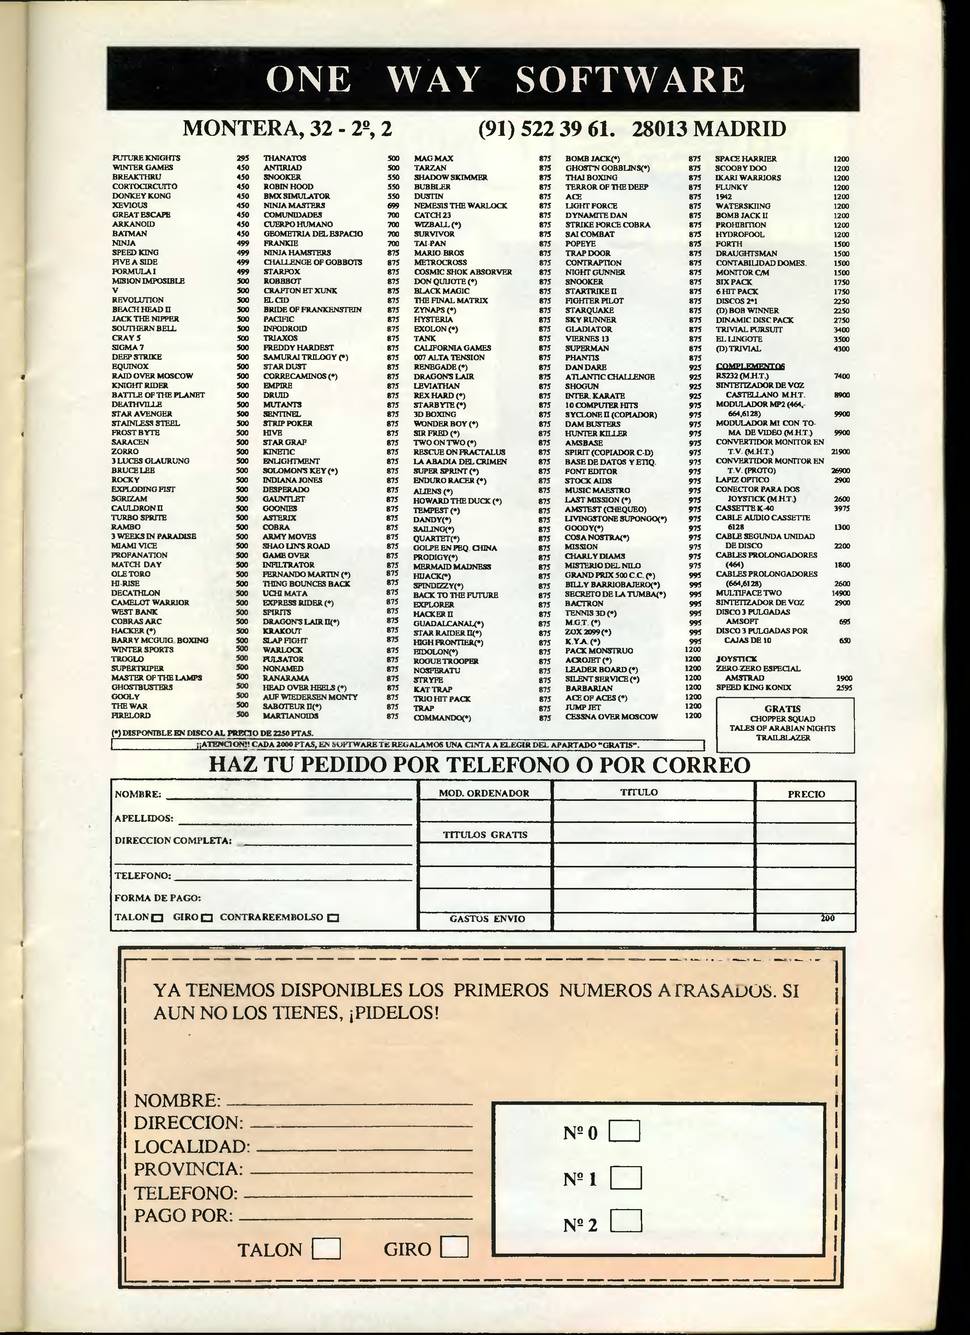 ONE WAY SOFTWARE
MONTERA, 32 - 2º, 2 (91) 522 39 61. 28013 MADRID
FUTURE KNIGHTS 295
WINTER GAMES 450
BREAKTHRU 450
CORTOCIRCUITO 450
DONKEY KONG 450
XEVIOUS 450
GREAT ESCAPE 450
ARKANOID 450
BATMAN 450
NINJA 499
SPEED KING 499
FIVE A SIDE 499
FORMULA I 499
MISION IMPOSIBLE 500
V 500
REVOLUTION 500
BEACH HEAD II 500
JACK THE NIPPER 500
SOUTHERN BELL 500
CRAY 5 500
SIGMA 7 500
DEEP STRIKE 500
EQUINOX 500
RAID OVER MOSCOW 500
KNIGHT RIDER 500
BATTLE OF THE PLANET 500
DEATHVILLE 500
STAR AVENGER 500
STAINLESS STEEL 500
FROST BYTE 500
SARACEN 500
ZORRO 500
3 LUCES GLAURUNG 500
BRUCE LEE 500
ROCKY 500
EXPLODING FIST 500
SGRIZAM 500
CAULDRON II 500
TURBO SPRITE 500
RAMBO 500
3 WEEKS IN PARADISE 500
MIAMI VICE 500
PROFANATION 500
MATCH DAY 500
OLE TORO 500
HI-RISE 500
DECATHLON 500
CAMELOT WARRIOR 500
WEST BANK 500
COBRAS ARC 500
HACKER (*) 500
BARRY MCGUIG. BOXING 500
WINTER SPORTS 500
TROGLO 500
SUPERTRIPER 500
MASTER OF THE LAMPS 500
GHOSTBUSTERS 500
GOOLY 500
THE WAR 500
FIRELORD 500
THANATOS 500
ANTIRIAD 500
SNOOKER 550
ROBIN HOOD 550
BMX SIMULATOR 550
NINJA MASTERS 699
COMUNIDADES 700
CUERPO HUMANO 700
GEOMETRIA DEL ESPACIO 700
FRANKIE 700
NINJA HAMSTERS 875
CHALLENGE OF GOBBOTS 875
STARFOX 875
ROBBBOT 875
CRAFTON ET XUNK 875
EL CID 875
BRIDE OF FRANKENSTEIN 875
PACIFIC 875
INFODROID 875
TRIAXOS 875
FREDDY HARDEST 875
SAMURAI TRILOGY (*) 875
STAR DUST 875
CORRECAMINOS (*) 875
EMPIRE 875
DRUID 875
MUTANTS 875
SENTINEL 875
STRIP POKER 875
HIVE 875
STAR GRAP 875
KINETIC 875
ENLIGHTMENT 875
SOLOMON'S KEY (*) 875
INDIANA JONES 875
DESPERADO 875
GAUNTLET 875
GOONIES 875
ASTERIX 875
COBRA 875
ARMY MOVES 875
SHAO LIN'S ROAD 875
GAME OVER 875
INFILTRATOR 875
FERNANDO MARTIN (*) 875
THING BOUNCES BACK 875
UCHI MATA 875
EXPRESS RIDER (*) 875
SPIRITS 875
DRAGON'S LAIR II(*) 875
KRAKOUT 875
SLAP FIGHT 875
WARLOCK 875
PULSATOR 875
NONAMED 875
RANARAMA 875
HEAD OVER HEELS (*) 875
AUF WIEDERSEN MONTY 875
SABOTEUR II(*) 875
MARTIANOIDS 875
MAG MAX 875
TARZAN 875
SHADOW SKIMMER 875
BUBBLER 875
DUSTIN 875
NEMESIS THE WARLOCK 875
CATCH 23 875
WIZBALL (*) 875
SURVIVOR 875
TAI-PAN 875
MARIO BROS 875
METROCROSS 875
COSMIC SHOK ABSORVER 875
DON QUIJOTE (*) 875
BLACK MAGIC 875
THE FINAL MATRIX 875
ZYNAPS (*) 875
HYSTERIA 875
EXOLON (*) 875
TANK 875
CALIFORNIA GAMES 875
007 ALTA TENSION 875
RENEGADE (*) 875
DRAGON'S LAIR 875
LEVIATHAN 875
REX HARD (*) 875
STARBYTE (*) 875
3D BOXING 875
WONDER BOY (*) 875
SIR FRED (*) 875
TWO ON TWO (*) 875
RESCUE ON FRACTALUS 875
LA ABADIA DEL CRIMEN 875
SUPER SPRINT (*) 875
ENDURO RACER (*) 875
ALIENS (*) 875
HOWARD THE DUCK (*) 875
TEMPEST (*) 875
DANDY(*) 875
SAILING(*) 875
QUARTET(*) 875
GOLPE EN PEQ. CHINA 875
PRODIGY(*) 875
MERMAID MADNESS 875
HIJACK(*) 875
SPINDIZZY(*) 875
BACK TO THE FUTURE 875
EXPLORER 875
HACKER II 875
GUADALCANAL(*) 875
STAR RAIDER II(*) 875
HIGH FRONTIER(*) 875
EIDOLON(*) 875
ROGUE TROOPER 875
NOSFERATU 875
STRYFE 875
KAT TRAP 875
TRIO HIT PACK 875
TRAP 875
COMMANDO(*) 875
BOMB JACK(*) 875
GHOST'N GOBBLINS(*) 875
THAI BOXING 875
TERROR OF THE DEEP 875
ACE 875
LIGHT FORCE 875
DYNAMITE DAN 875
STRIKE FORCE COBRA 875
SAI COMBAT 875
POPEYE 875
TRAP DOOR 875
CONTRAPTION 875
NIGHT GUNNER 875
SNOOKER 875
STARTRIKE II 875
FIGHTER PILOT 875
STARQUAKE 875
SKY RUNNER 875
GLADIATOR 875
VIERNES 13 875
SUPERMAN 875
PHANTIS 875
DAN DARE 925
ATLANTIC CHALLENGE 925
SHOGUN 925
INTER. KARATE 925
10 COMPUTER HITS 975
SYCLONE II (COPIADOR) 975
DAM BUSTERS 975
HUNTER KILLER 975
AMSBASE 975
SPIRIT (COPIADOR C-D) 975
BASE DE DATOS Y ETIQ. 975
PONT EDITOR 975
STOCK AIDS 975
MUSIC MAESTRO 975
LAST MISSION (*) 975
AMSTEST (CHEQUEO) 975
LIVINGSTONE SUPONGO(*) 975
GOODY(*) 975
COSA NOSTRA(*) 975
MISSION 975
CHARLY DIAMS 975
MISTERIO DEL NILO 995
GRAND PRIX 500 C.C. (*) 995
BILLY BARRIOBAJERO(*) 995
SECRETO DE LA TUMBA(*) 995
BACTRON 995
TENNIS 3D (*) 995
M.G.T. (*) 995
ZOX 2099 (*) 995
K.Y.A. (*) 995
PACK MONSTRUO 1200
ACROJET (*) 1200
LEADER BOARD (*) 1200
SILENT SERVICE (*) 1200
BARBARIAN 1200
ACE OF ACES (*) 1200
JUMP JET 1200
CESSNA OVER MOSCOW 1200
SPACE HARRIER 1200
SCOOBY DOO 1200
IKARI WARRIORS 1200
FLUNKY 1200
1942 1200
WATERSKIING 1200
BOMB JACK II 1200
PROHIBITION 1200
HYDROFOOL 1200
FORTH 1500
DRAUGHTSMAN 1500
CONTABILIDAD DOMES. 1500
MONITOR C/M 1500
SIX PACK 1750
6 HIT PACK 1750
DISCOS 2*1 2250
(D) BOB WINNER 2250
DINAMIC DISC PACK 2750
TRIVIAL PURSUIT 3400
EL LINGOTE 3500
(D) TRIVIAL 4300
COMPLEMENTOS
RS232 (M.H.T.) 7400
SINTETIZADOR DE VOZ
CASTELLANO M.H.T. 8900
MODULADOR MP2 (464,-
664,6128) 9900
MODULADOR M1 CON TO-
MA DE VIDEO (M.H.T.) 9900
CONVERTIDOR MONITOR EN
T.V. (M.H.T.) 21900
CONVERTIDOR MONITOR EN
T.V. (PROTO) 26900
LAPIZ OPTICO 2900
CONECTOR PARA DOS
JOYSTICK (M.H.T.) 2600
CASSETTE K-40 3975
CABLE AUDIO CASSETTE
6128 1300
CABLE SEGUNDA UNIDAD
DE DISCO 2200
CABLES PROLONGADORES
(464) 1800
CABLES PROLONGADORES
(664,6128) 2600
MULTIFACE TWO 14900
SINTETIZADOR DE VOZ 2900
DISCO 3 PULGADAS
AMSOFT 695
DISCO 3 PULGADAS POR
CAJAS DE 10 650
JOYSTICK
ZERO ZERO ESPECIAL
AMSTRAD 1900
SPEED KING KONIX 2595
GRATIS
CHOPPER SQUAD
TALES OF ARABIAN NIGHTS
TRAILBLAZER
(*) DISPONIBLE EN DISCO AL PRECIO DE 2250 PTAS.
¡¡ATENCION!! CADA 2000 PTAS, EN SOFTWARE TE REGALAMOS UNA CINTA A ELEGIR DEL APARTADO "GRATIS".
HAZ TU PEDIDO POR TELEFONO O POR CORREO
NOMBRE:
APELLIDOS:
DIRECCION COMPLETA:
TELEFONO:
FORMA DE PAGO:
TALON GIRO CONTRAREEMBOLSO
MOD. ORDENADOR TITULO PRECIO
TITULOS GRATIS
GASTOS ENVIO 200
YA TENEMOS DISPONIBLES LOS PRIMEROS NUMEROS ATRASADOS. SI
AUN NO LOS TIENES, ¡PIDELOS!
NOMBRE:
DIRECCION:
LOCALIDAD:
PROVINCIA:
TELEFONO:
PAGO POR:
TALON GIRO
Nº 0
Nº 1
Nº 2